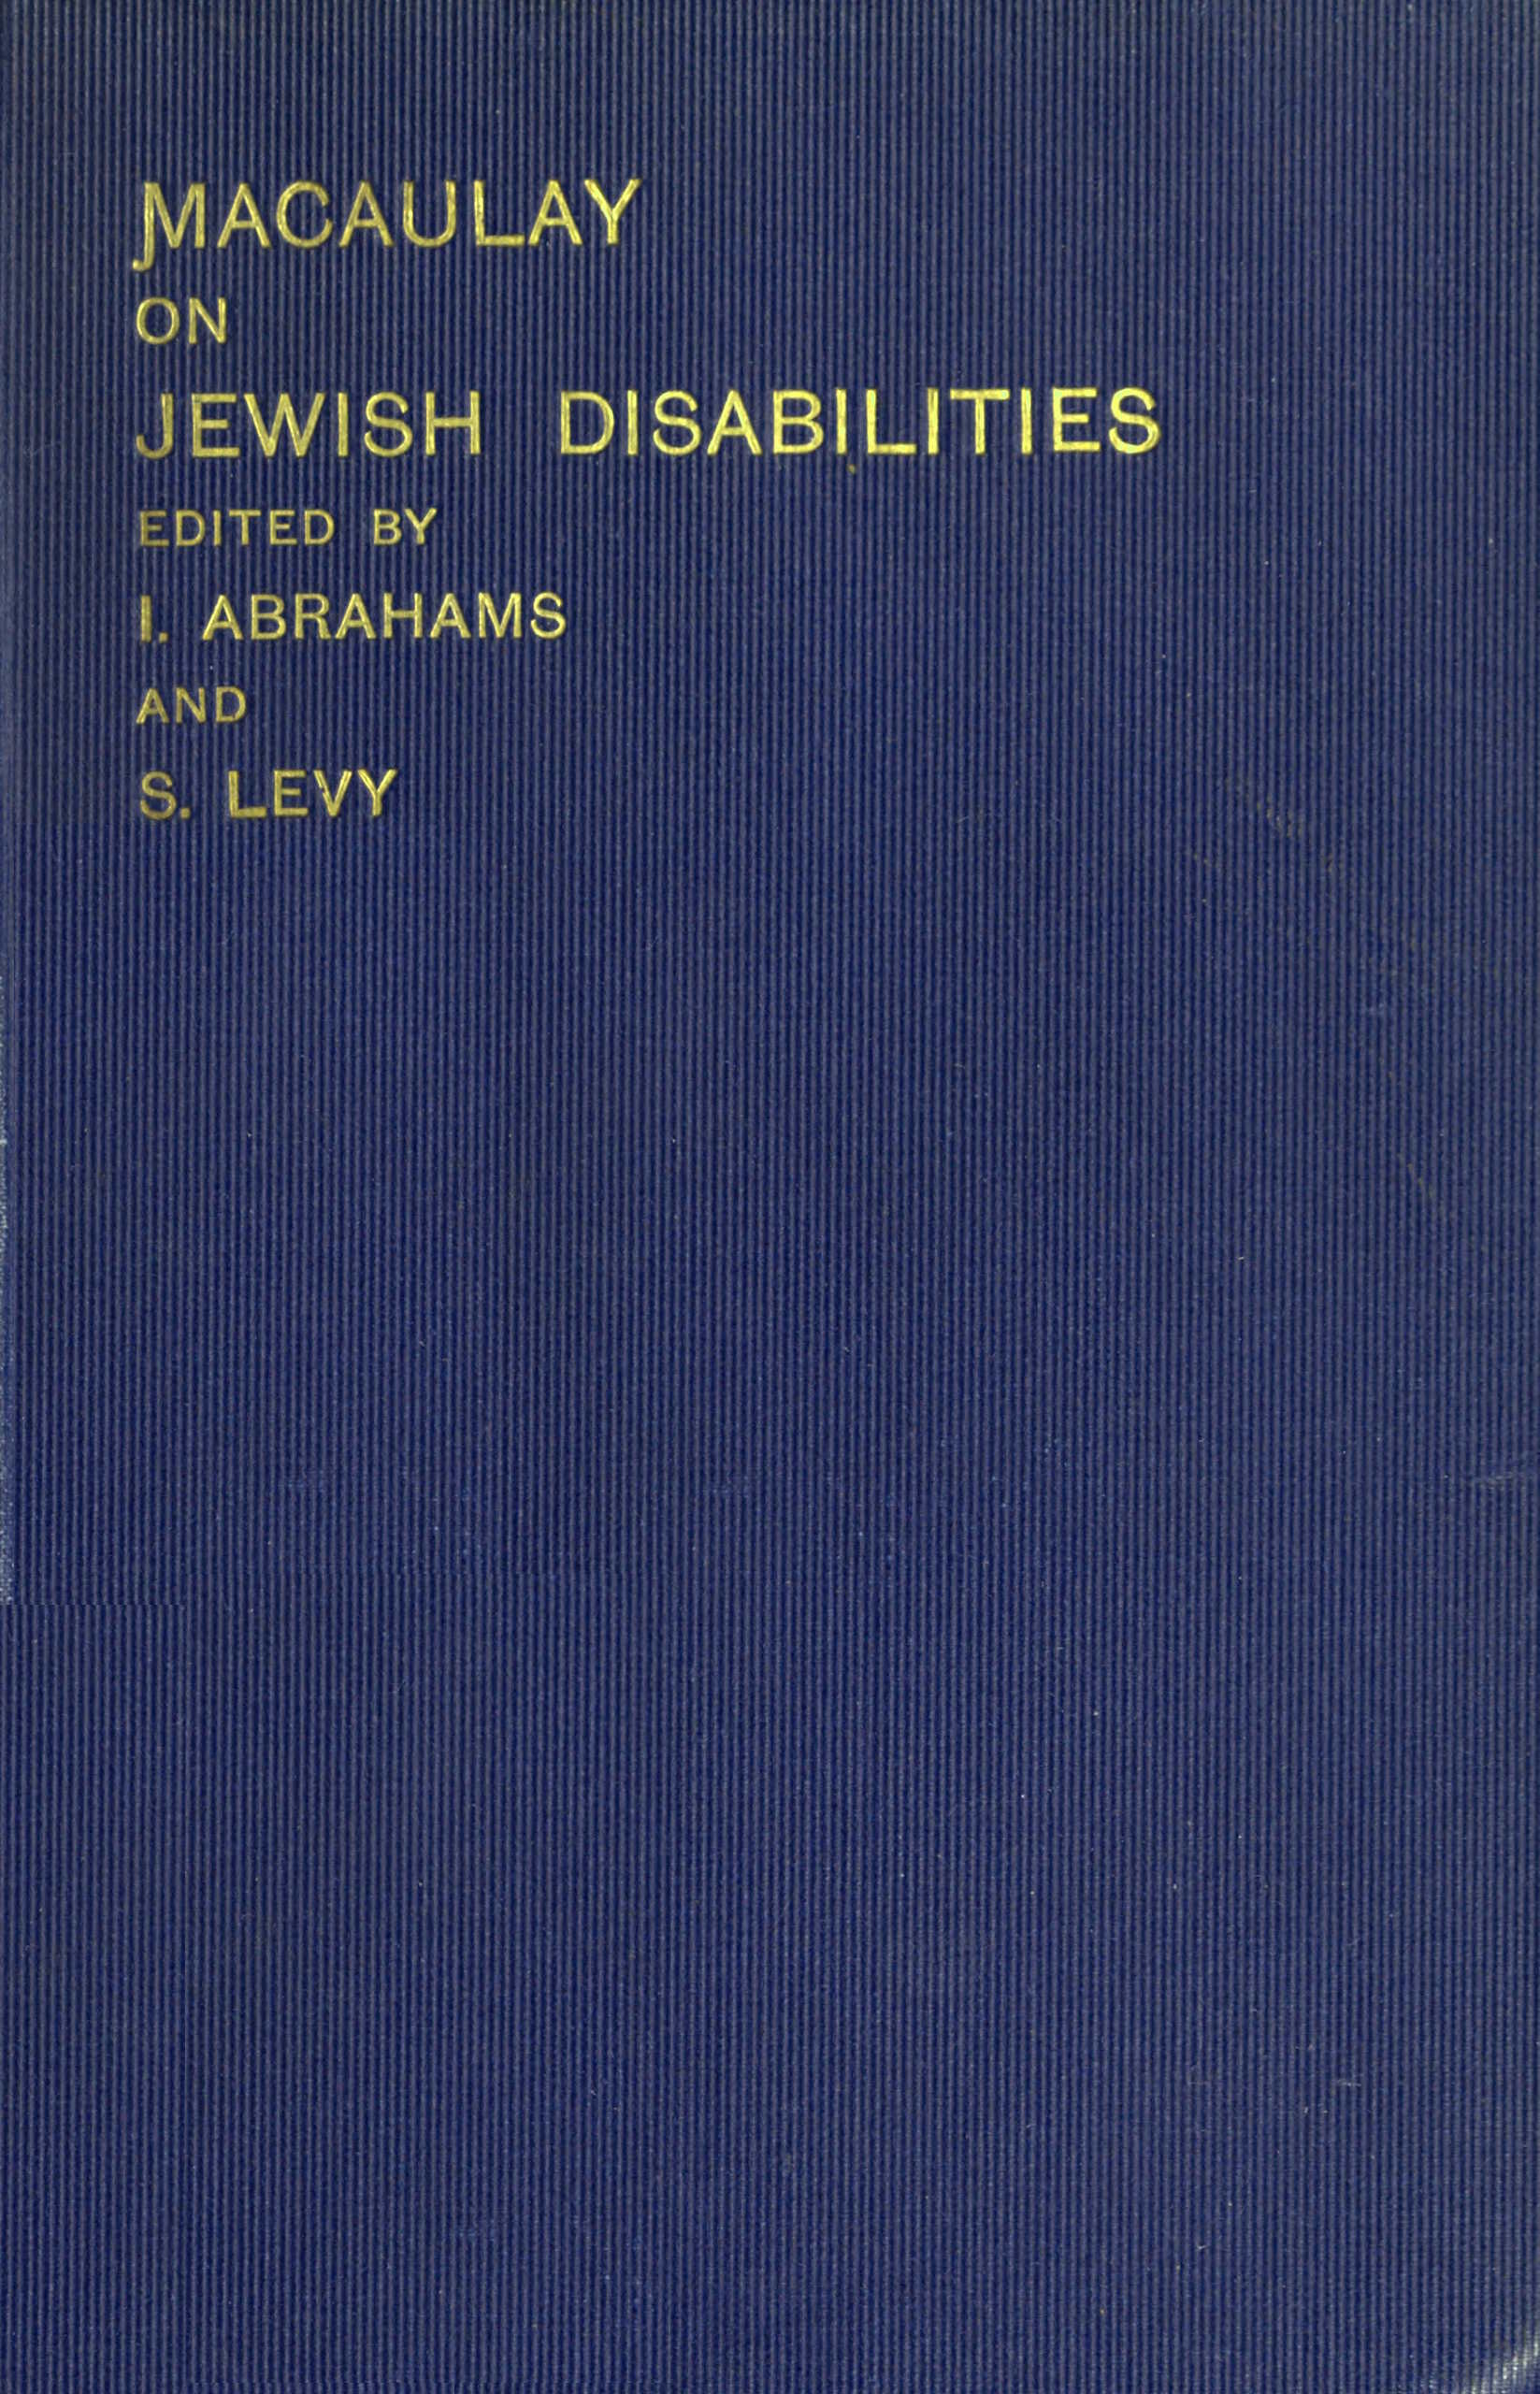 MACAULAY
ON
JEWISH DISABILITIES
EDITED BY
I. ABRAHAMS
AND
S. LEVY